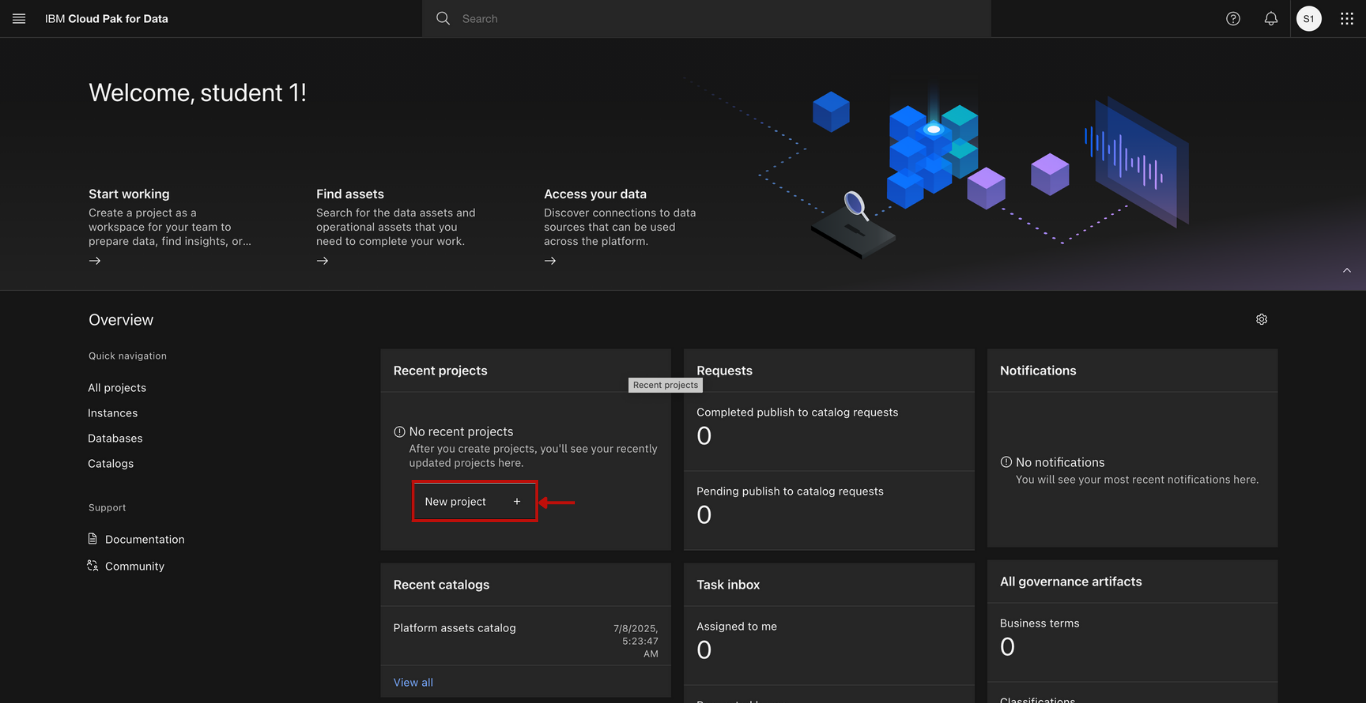 IBM Cloud Pak for Data
Search
S1
Welcome, student 1!
Start working
Create a project as a
workspace for your team to
prepare data, find insights, or...
Find assets
Search for the data assets and
operational assets that you
need to complete your work.
Access your data
Discover connections to data
sources that can be used
across the platform.
Overview
Quick navigation
All projects
Instances
Databases
Catalogs
Support
Documentation
Community
Recent projects
Recent projects
No recent projects
After you create projects, you'll see your recently
updated projects here.
New project +
Requests
Completed publish to catalog requests
0
Pending publish to catalog requests
0
Notifications
No notifications
You will see your most recent notifications here.
Recent catalogs
Platform assets catalog
7/8/2025,
5:23:47
AM
View all
Task inbox
Assigned to me
0
All governance artifacts
Business terms
0
Classifications